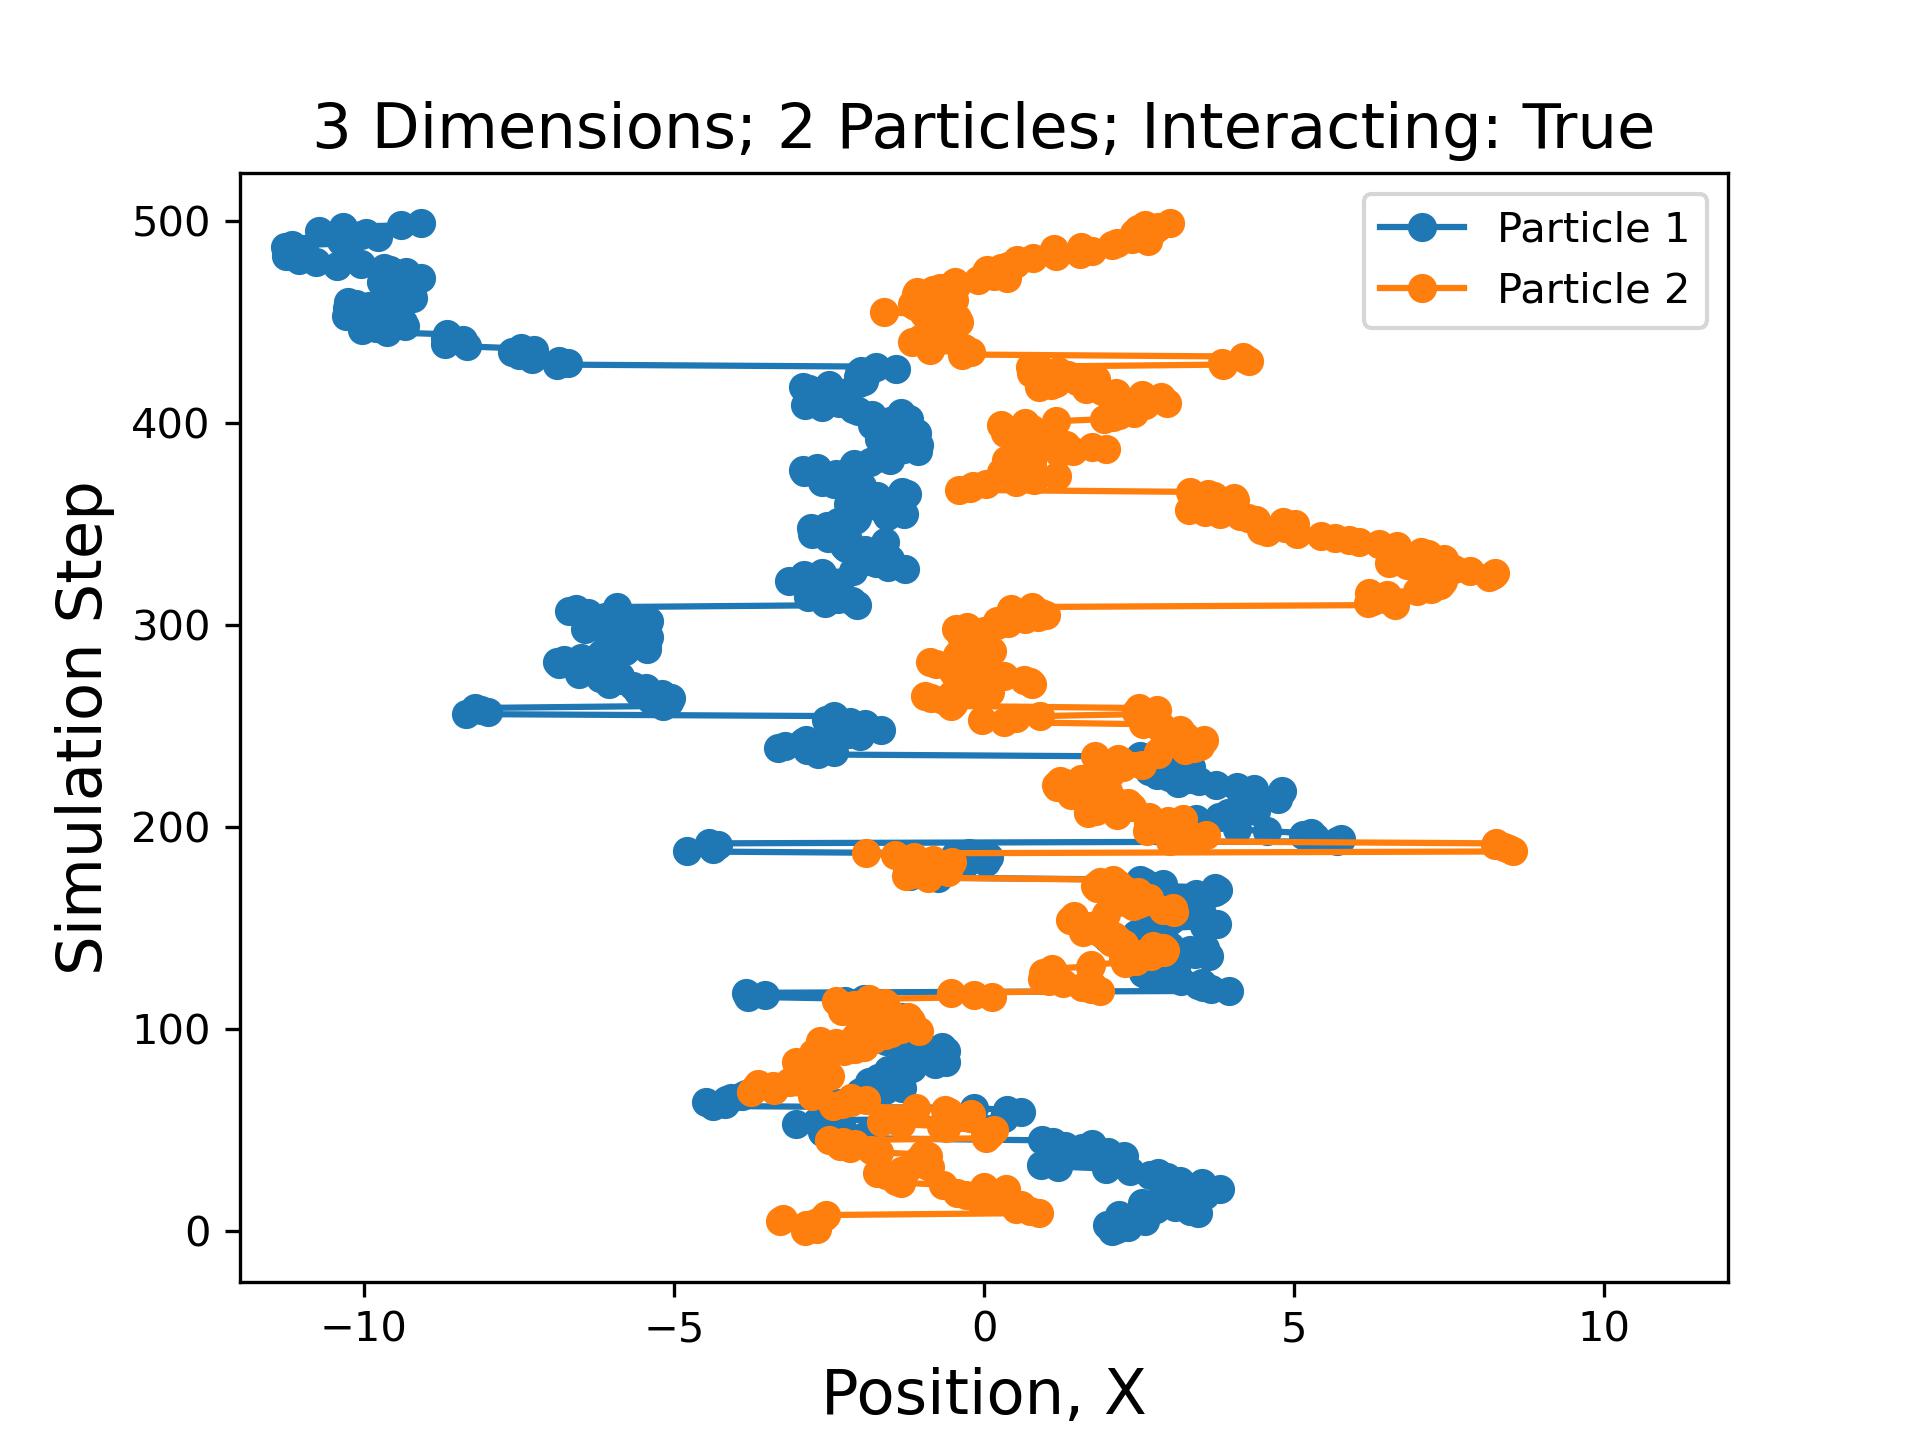 3 Dimensions; 2 Particles; Interacting: True
Particle 1
Particle 2
500
400
300
200
100
0
Simulation Step
−10
−5
0
5
10
Position, X